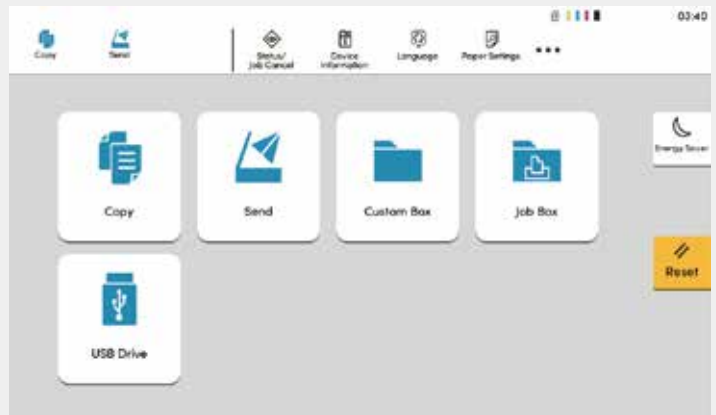 03:40
Copy
Send
Status/
Job Cancel
Device
Information
Language
Paper Settings
Energy Saver
Copy
Send
Custom Box
Job Box
Reset
USB Drive